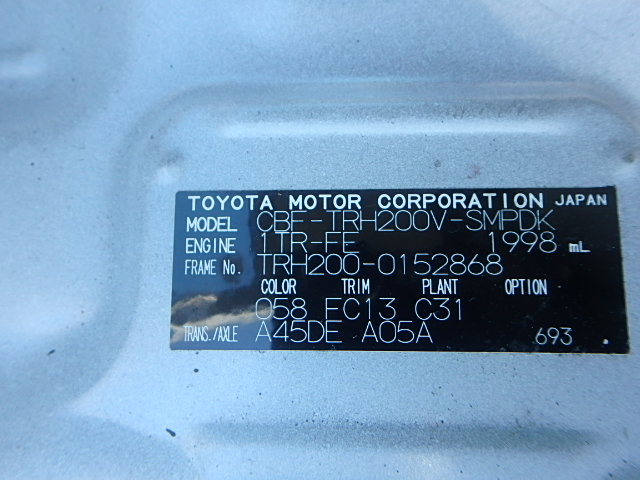 TOYOTA MOTOR CORPORATION JAPAN
MODEL CBF-TRH200V-SMPDK
ENGINE 1TR-FE 1998 mL
FRAME No. TRH200-0152868
COLOR TRIM PLANT OPTION
058 FC13 C31
TRANS./AXLE A45DE A05A 693